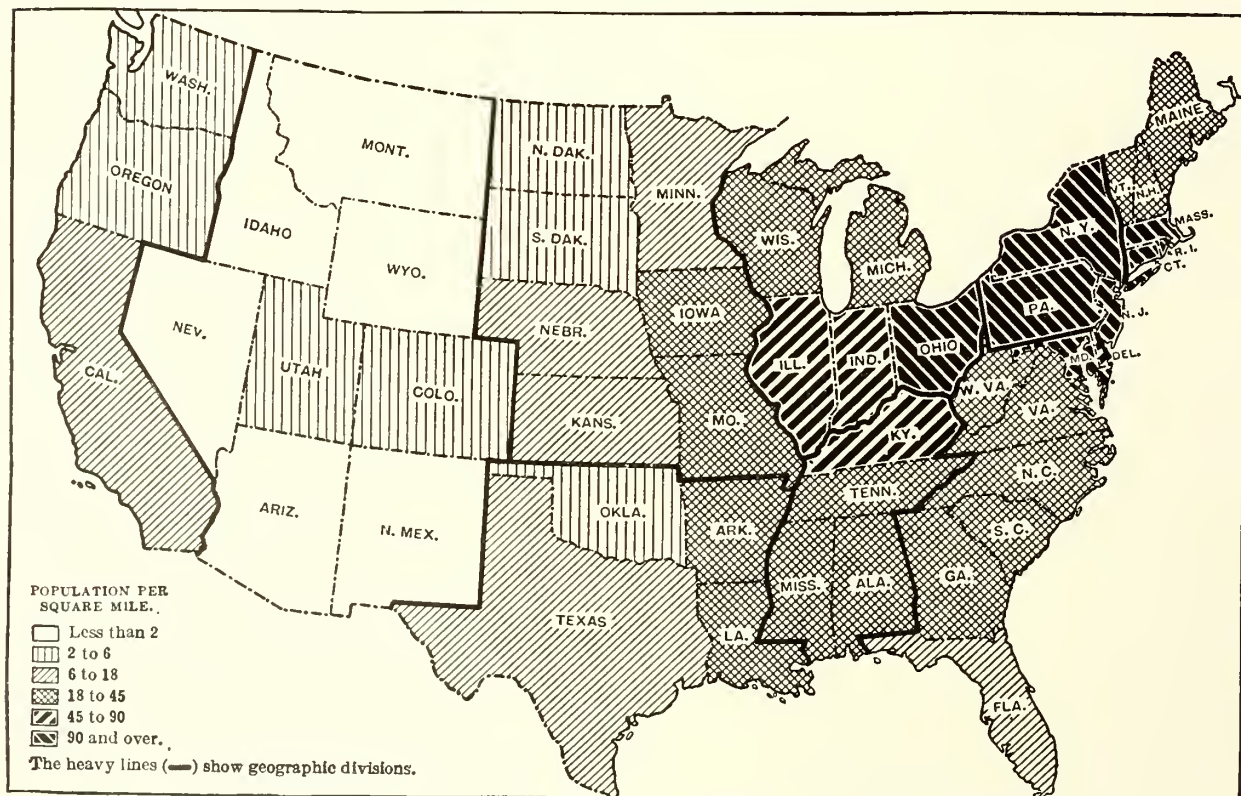 WASH.
MONT.
N. DAK.
MINN.
MAINE
OREGON
IDAHO
S. DAK.
WIS.
MICH.
N.H.
N. Y.
MASS.
R. I.
CT.
WYO.
NEBR.
IOWA
PA.
N. J.
NEV.
UTAH
COLO.
ILL.
IND.
OHIO
MD.
DEL.
CAL.
KANS.
MO.
W. VA.
VA.
KY.
ARIZ.
N. MEX.
OKLA.
ARK.
TENN.
N. C.
S. C.
TEXAS
LA.
MISS.
ALA.
GA.
FLA.
POPULATION PER
SQUARE MILE.
Less than 2
2 to 6
6 to 18
18 to 45
45 to 90
90 and over.
The heavy lines (━) show geographic divisions.